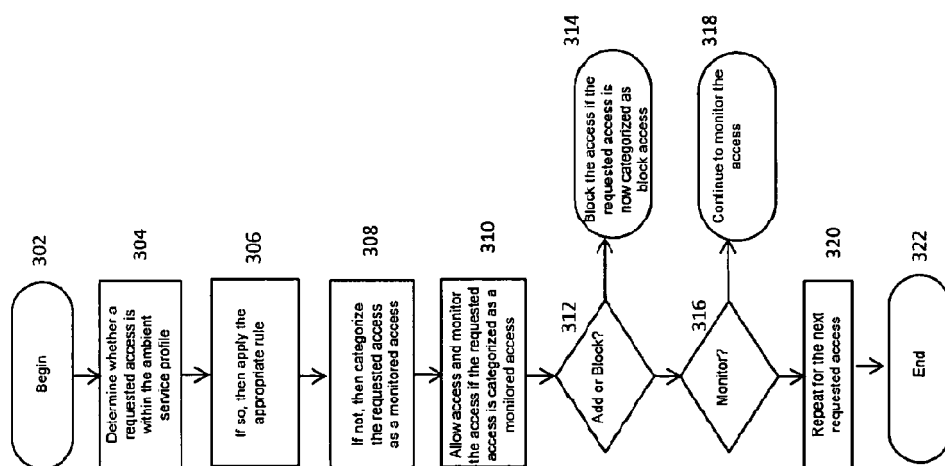 302
Begin
304
Determine whether a
requested access is
within the ambient
service profile
306
If so, then apply the
appropriate rule
308
If not, then categorize
the requested access
as a monitored access
310
Allow access and monitor
the access if the requested
access is categorized as a
monitored access
312
Add or Block?
314
Block the access if the
requested access is
now categorized as
block access
316
Monitor?
318
Continue to monitor the
access
320
Repeat for the next
requested access
322
End